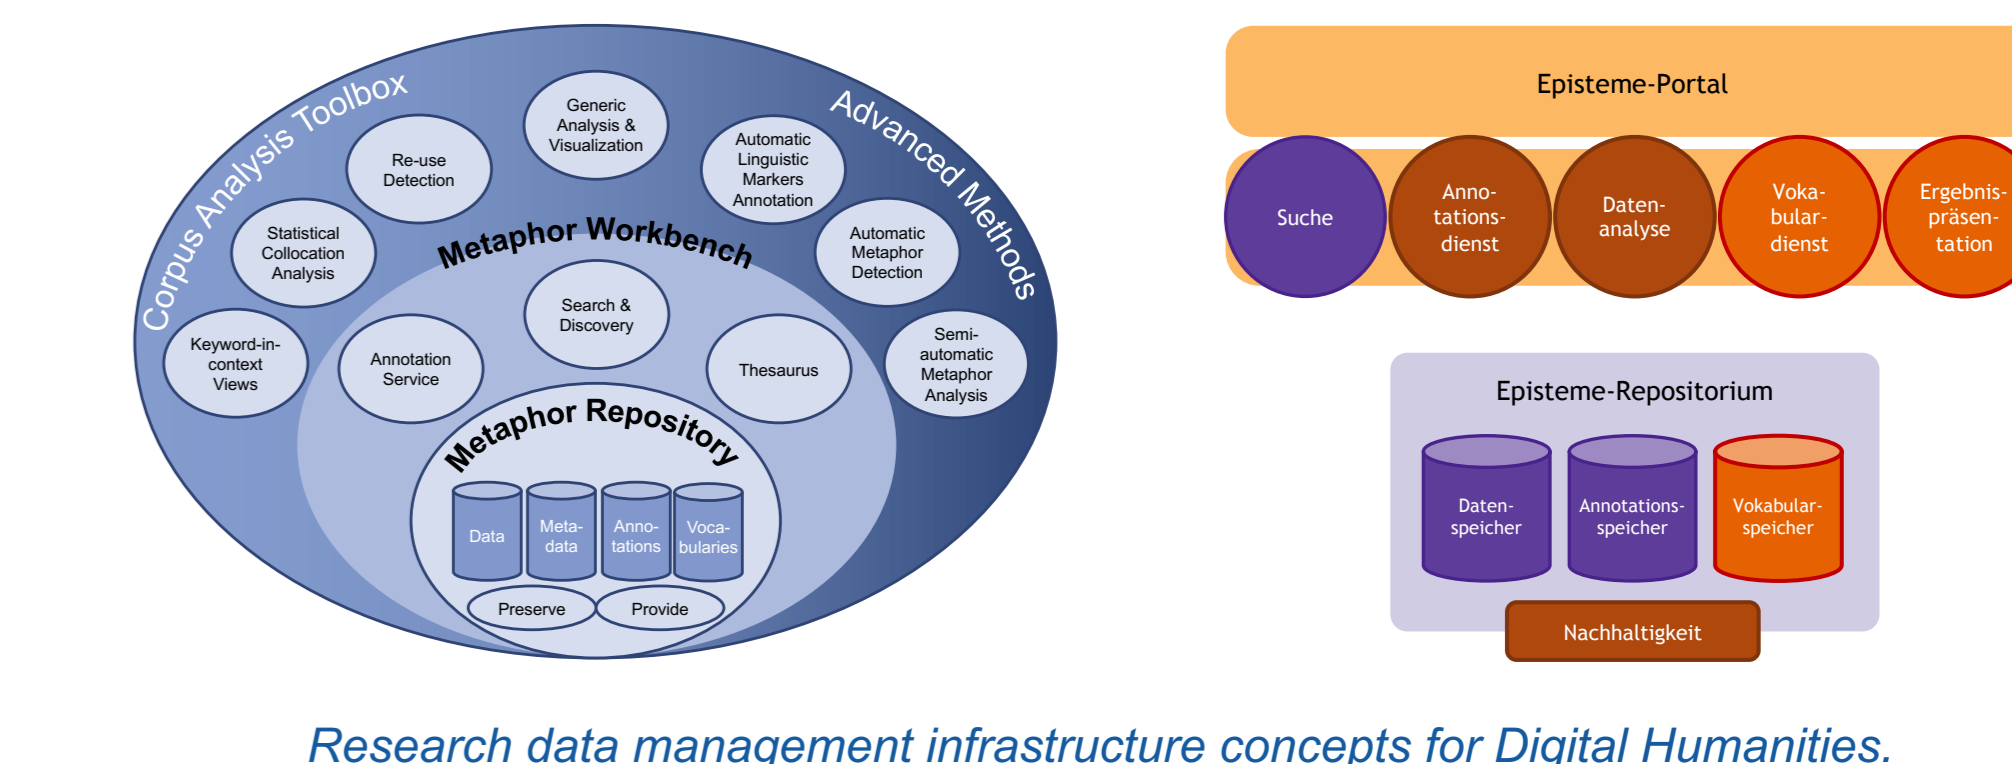 Corpus Analysis Toolbox
Advanced Methods
Generic
Analysis &
Visualization
Re-use
Detection
Automatic
Linguistic
Markers
Annotation
Statistical
Collocation
Analysis
Automatic
Metaphor
Detection
Keyword-in-
context
Views
Semi-
automatic
Metaphor
Analysis
Metaphor Workbench
Search &
Discovery
Annotation
Service
Thesaurus
Metaphor Repository
Data
Meta-
data
Anno-
tations
Voca-
bularies
Preserve
Provide
Episteme-Portal
Suche
Anno-
tations-
dienst
Daten-
analyse
Voka-
bular-
dienst
Ergebnis-
präsen-
tation
Episteme-Repositorium
Daten-
speicher
Annotations-
speicher
Vokabular-
speicher
Nachhaltigkeit
Research data management infrastructure concepts for Digital Humanities.